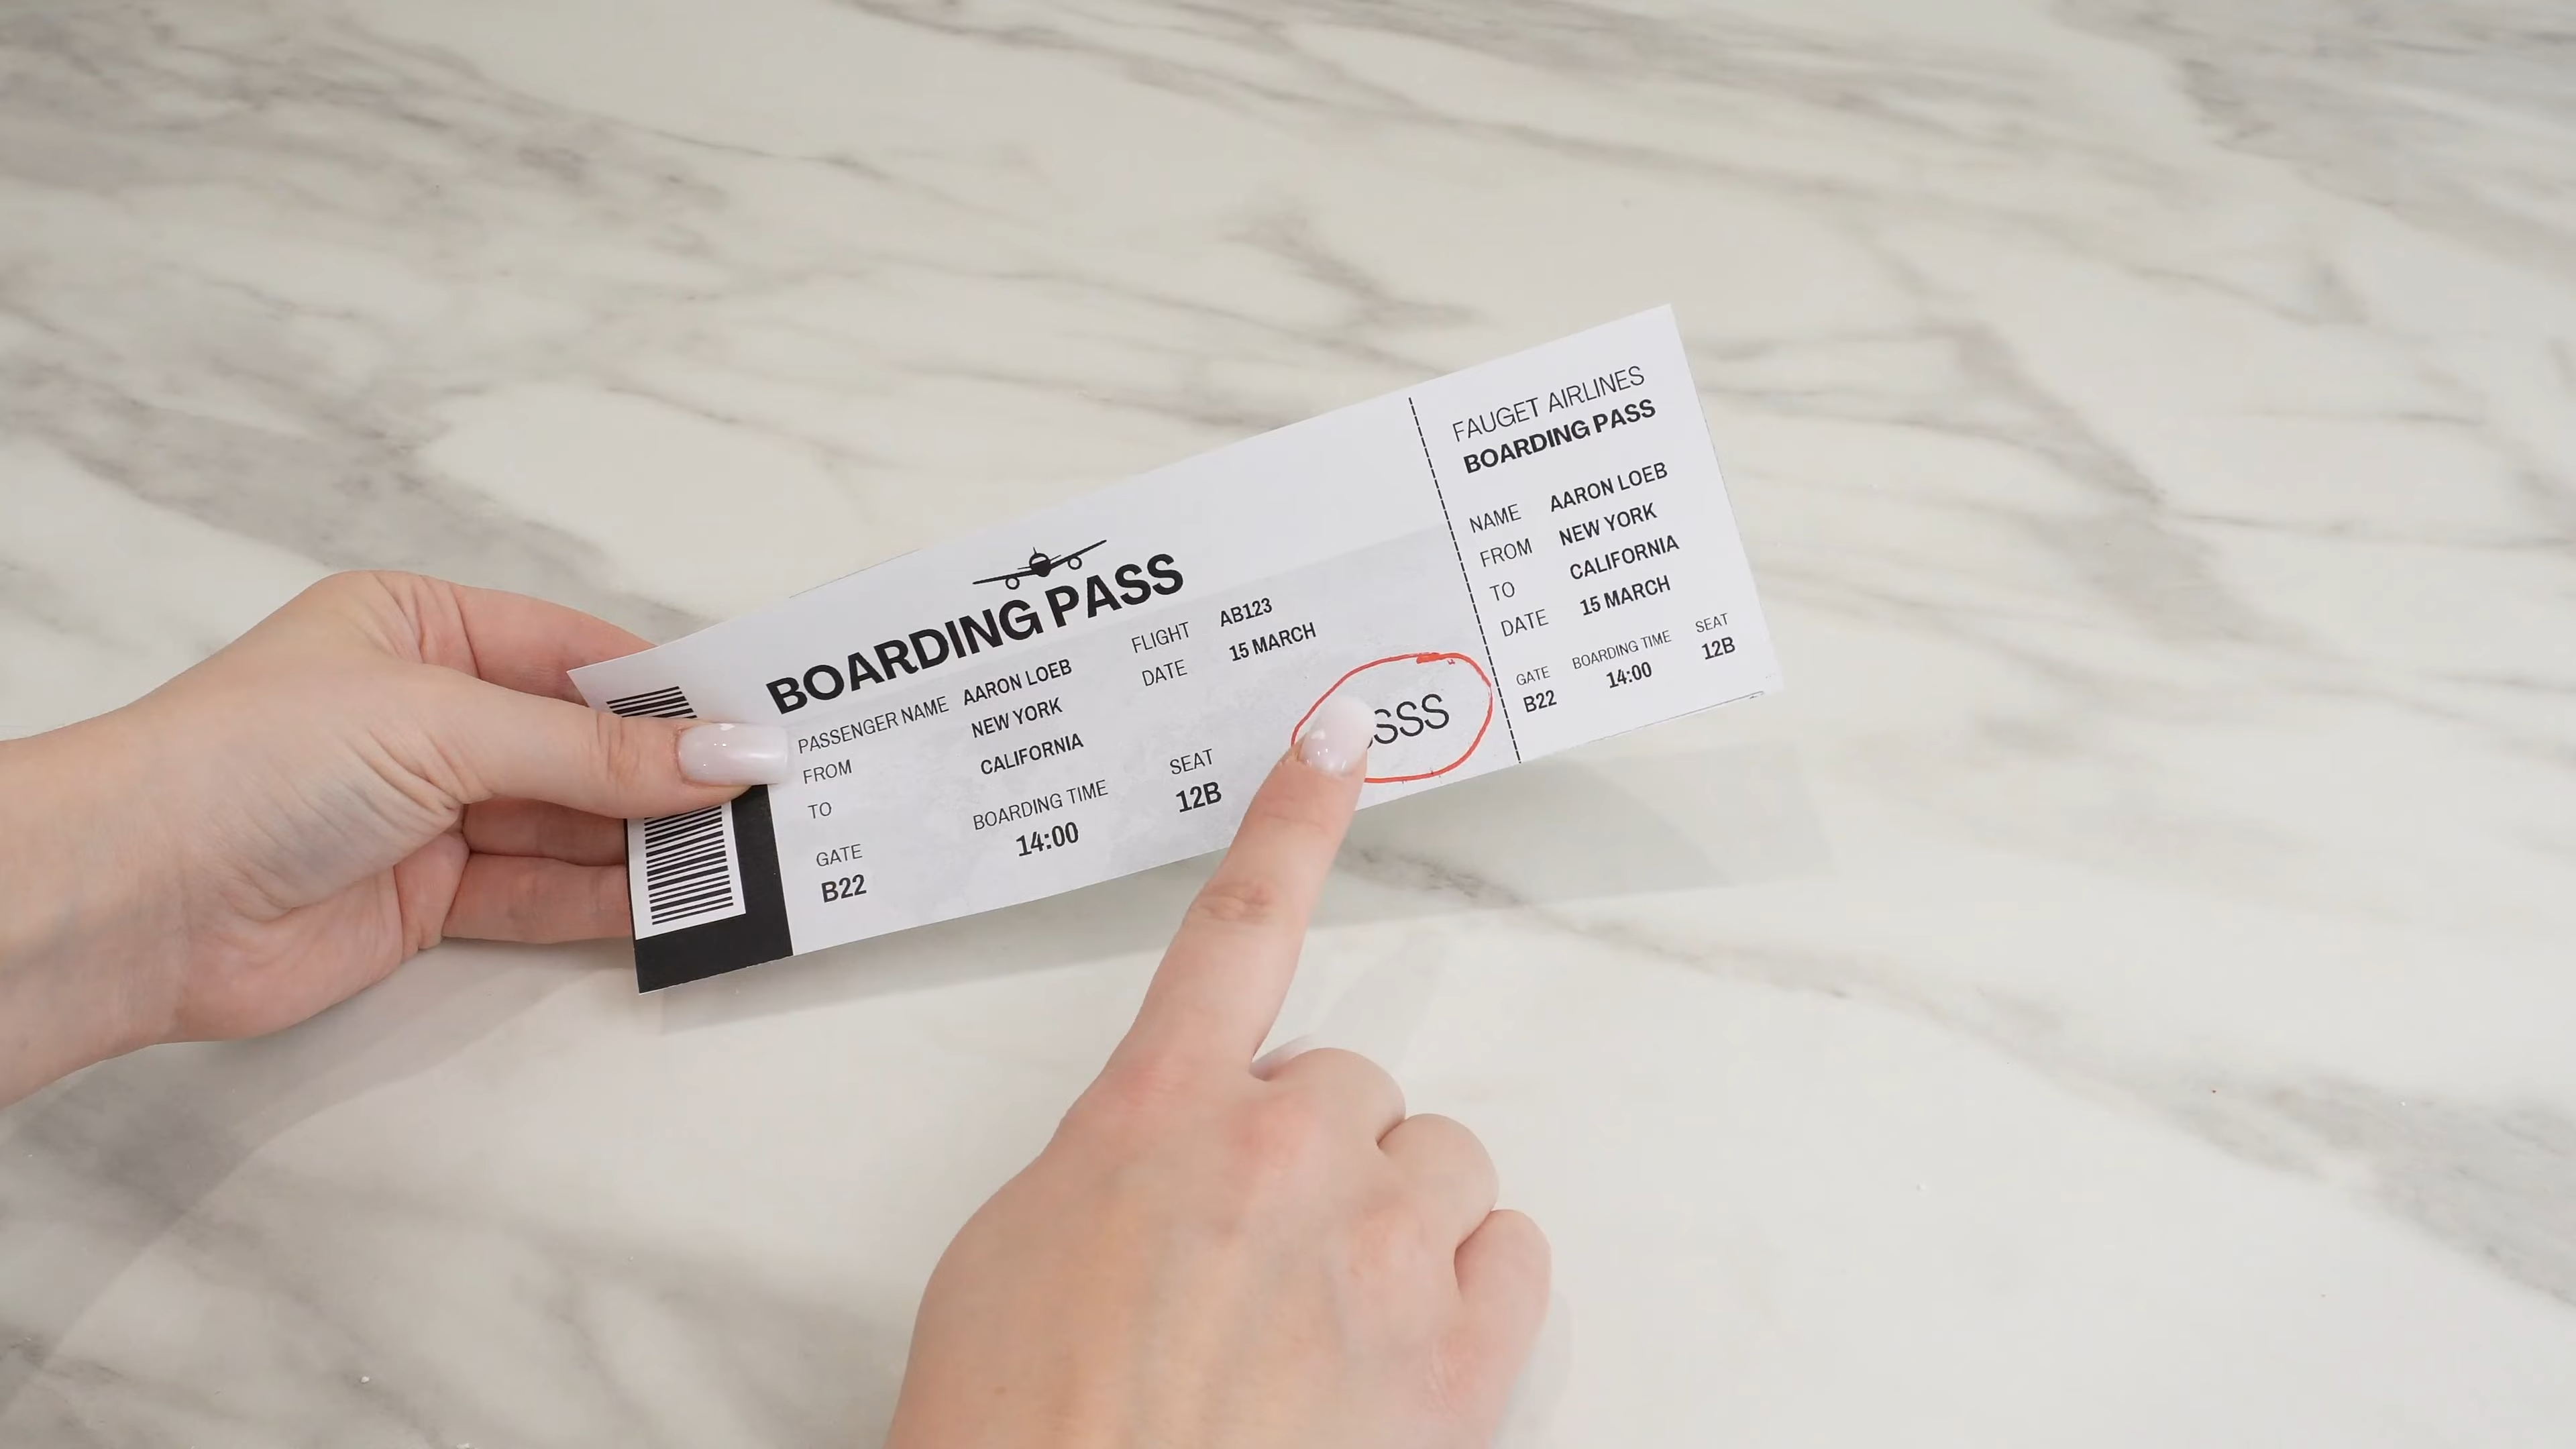 BOARDING PASS
PASSENGER NAME AARON LOEB
FROM NEW YORK
TO CALIFORNIA
FLIGHT AB123
DATE 15 MARCH
GATE
B22
BOARDING TIME
14:00
SEAT
12B
FAUGET AIRLINES
BOARDING PASS
NAME AARON LOEB
FROM NEW YORK
TO CALIFORNIA
DATE 15 MARCH
GATE
B22
BOARDING TIME
14:00
SEAT
12B